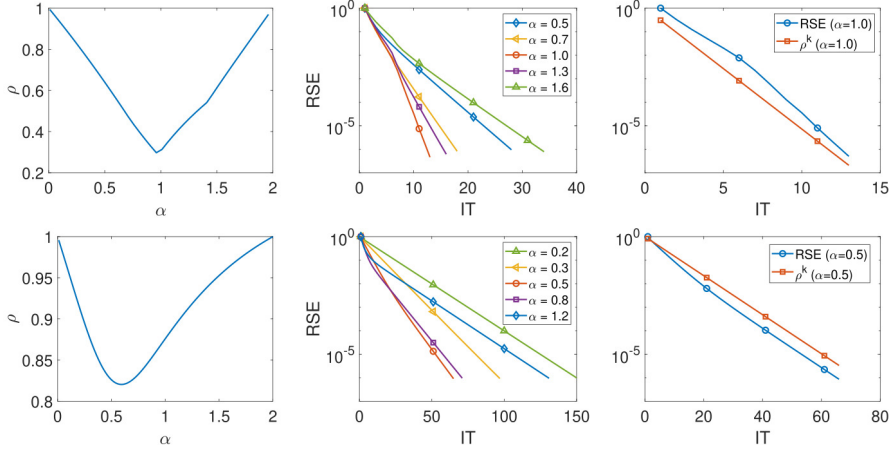 1
0.8
0.6
0.4
0.2
0 0.5 1 1.5 2
ρ
α
10^0
10^-5
0 10 20 30 40
RSE
IT
α = 0.5
α = 0.7
α = 1.0
α = 1.3
α = 1.6
10^0
10^-5
0 5 10 15
IT
RSE (α=1.0)
ρ^k (α=1.0)
1
0.95
0.9
0.85
0.8
0 0.5 1 1.5 2
ρ
α
10^0
10^-5
0 50 100 150
RSE
IT
α = 0.2
α = 0.3
α = 0.5
α = 0.8
α = 1.2
10^0
10^-5
0 20 40 60 80
IT
RSE (α=0.5)
ρ^k (α=0.5)